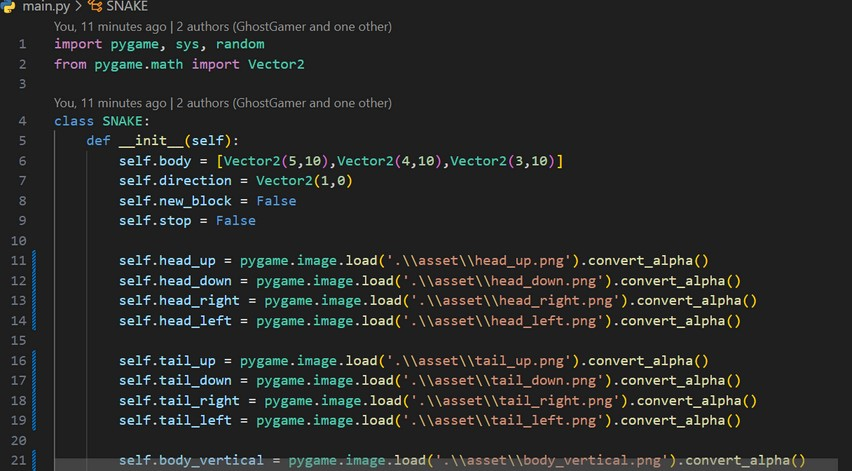 main.py > SNAKE
You, 11 minutes ago | 2 authors (GhostGamer and one other)
1 import pygame, sys, random
2 from pygame.math import Vector2
3
You, 11 minutes ago | 2 authors (GhostGamer and one other)
4 class SNAKE:
5     def __init__(self):
6         self.body = [Vector2(5,10),Vector2(4,10),Vector2(3,10)]
7         self.direction = Vector2(1,0)
8         self.new_block = False
9         self.stop = False
10
11         self.head_up = pygame.image.load('.\\asset\\head_up.png').convert_alpha()
12         self.head_down = pygame.image.load('.\\asset\\head_down.png').convert_alpha()
13         self.head_right = pygame.image.load('.\\asset\\head_right.png').convert_alpha()
14         self.head_left = pygame.image.load('.\\asset\\head_left.png').convert_alpha()
15
16         self.tail_up = pygame.image.load('.\\asset\\tail_up.png').convert_alpha()
17         self.tail_down = pygame.image.load('.\\asset\\tail_down.png').convert_alpha()
18         self.tail_right = pygame.image.load('.\\asset\\tail_right.png').convert_alpha()
19         self.tail_left = pygame.image.load('.\\asset\\tail_left.png').convert_alpha()
20
21         self.body_vertical = pygame.image.load('.\\asset\\body_vertical.png').convert_alpha()